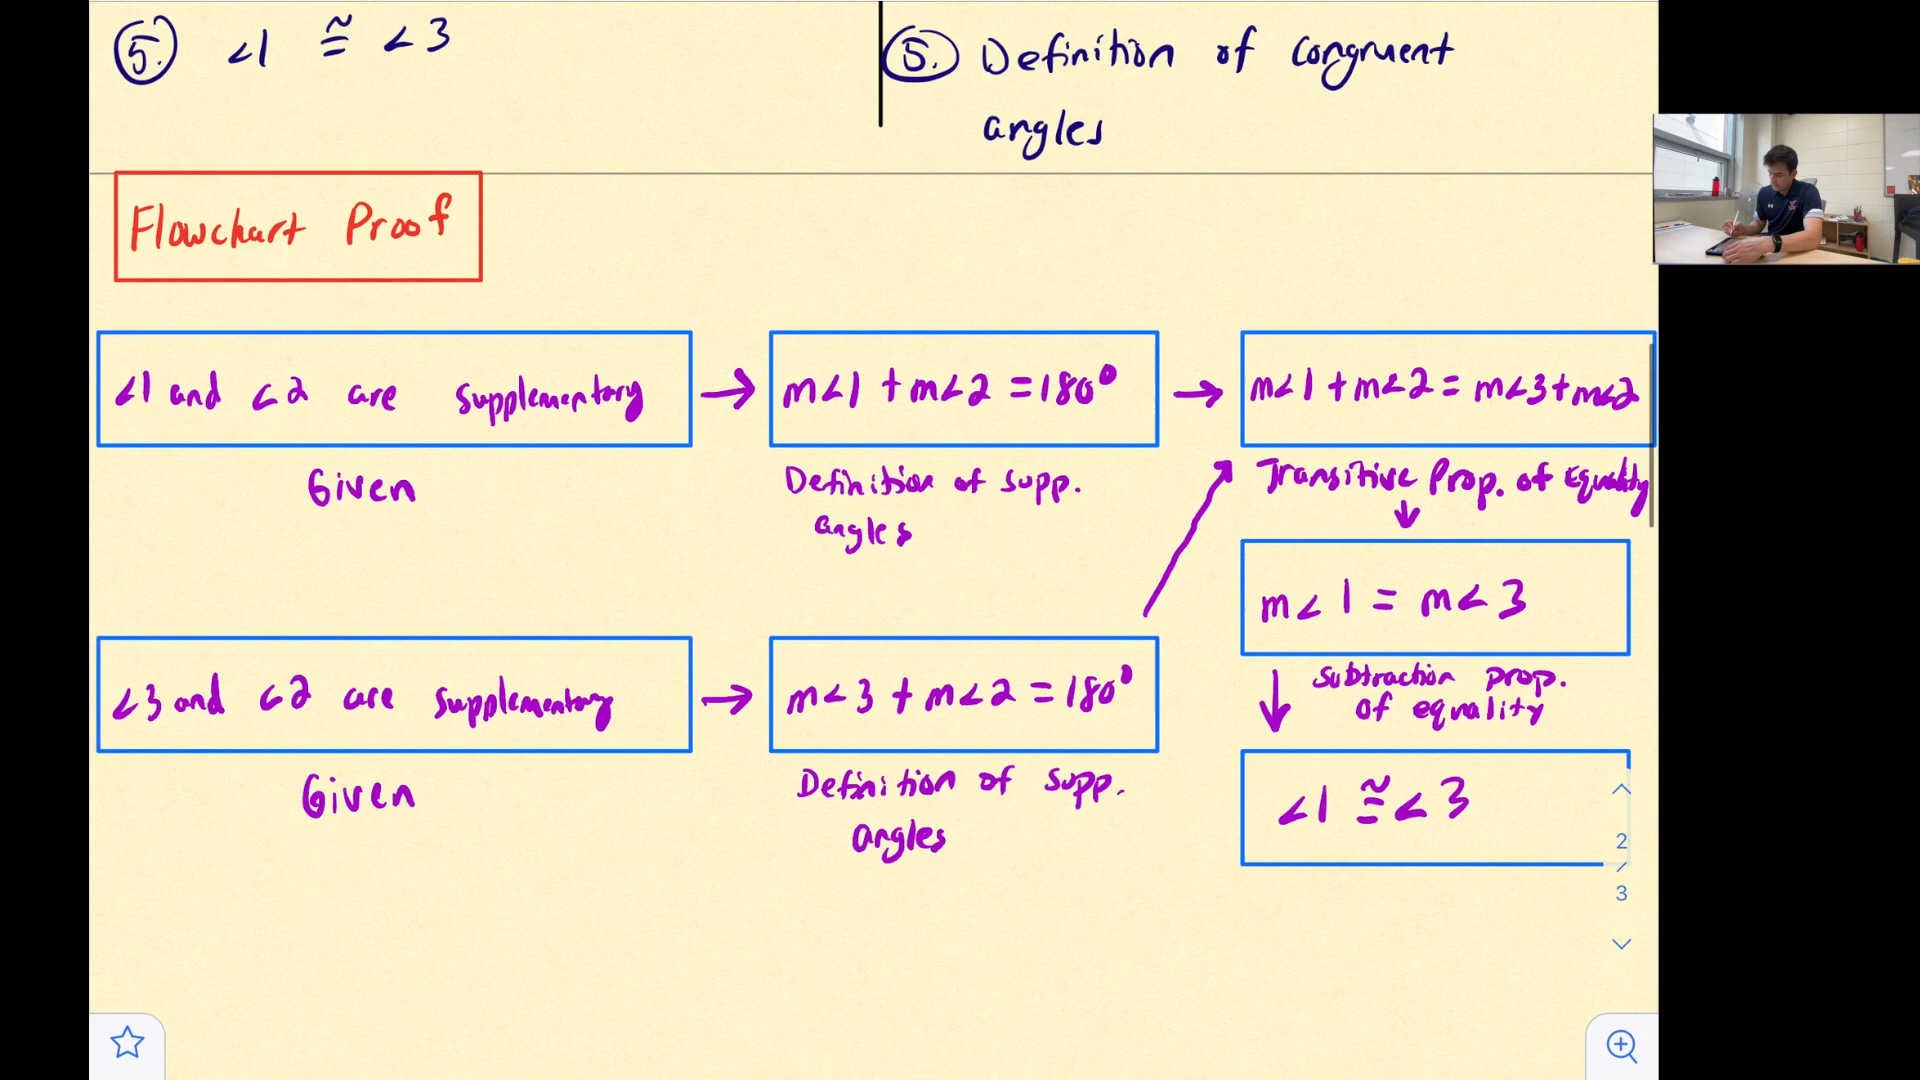 5. ∠1 ≅ ∠3
5. Definition of congruent
angles
Flowchart Proof
∠1 and ∠2 are supplementary
Given
m∠1 + m∠2 = 180°
Definition of supp.
angles
m∠1 + m∠2 = m∠3 + m∠2
Transitive Prop. of Equality
m∠1 = m∠3
Subtraction prop.
of equality
∠1 ≅ ∠3
∠3 and ∠2 are supplementary
Given
m∠3 + m∠2 = 180°
Definition of supp.
angles
2
/
3